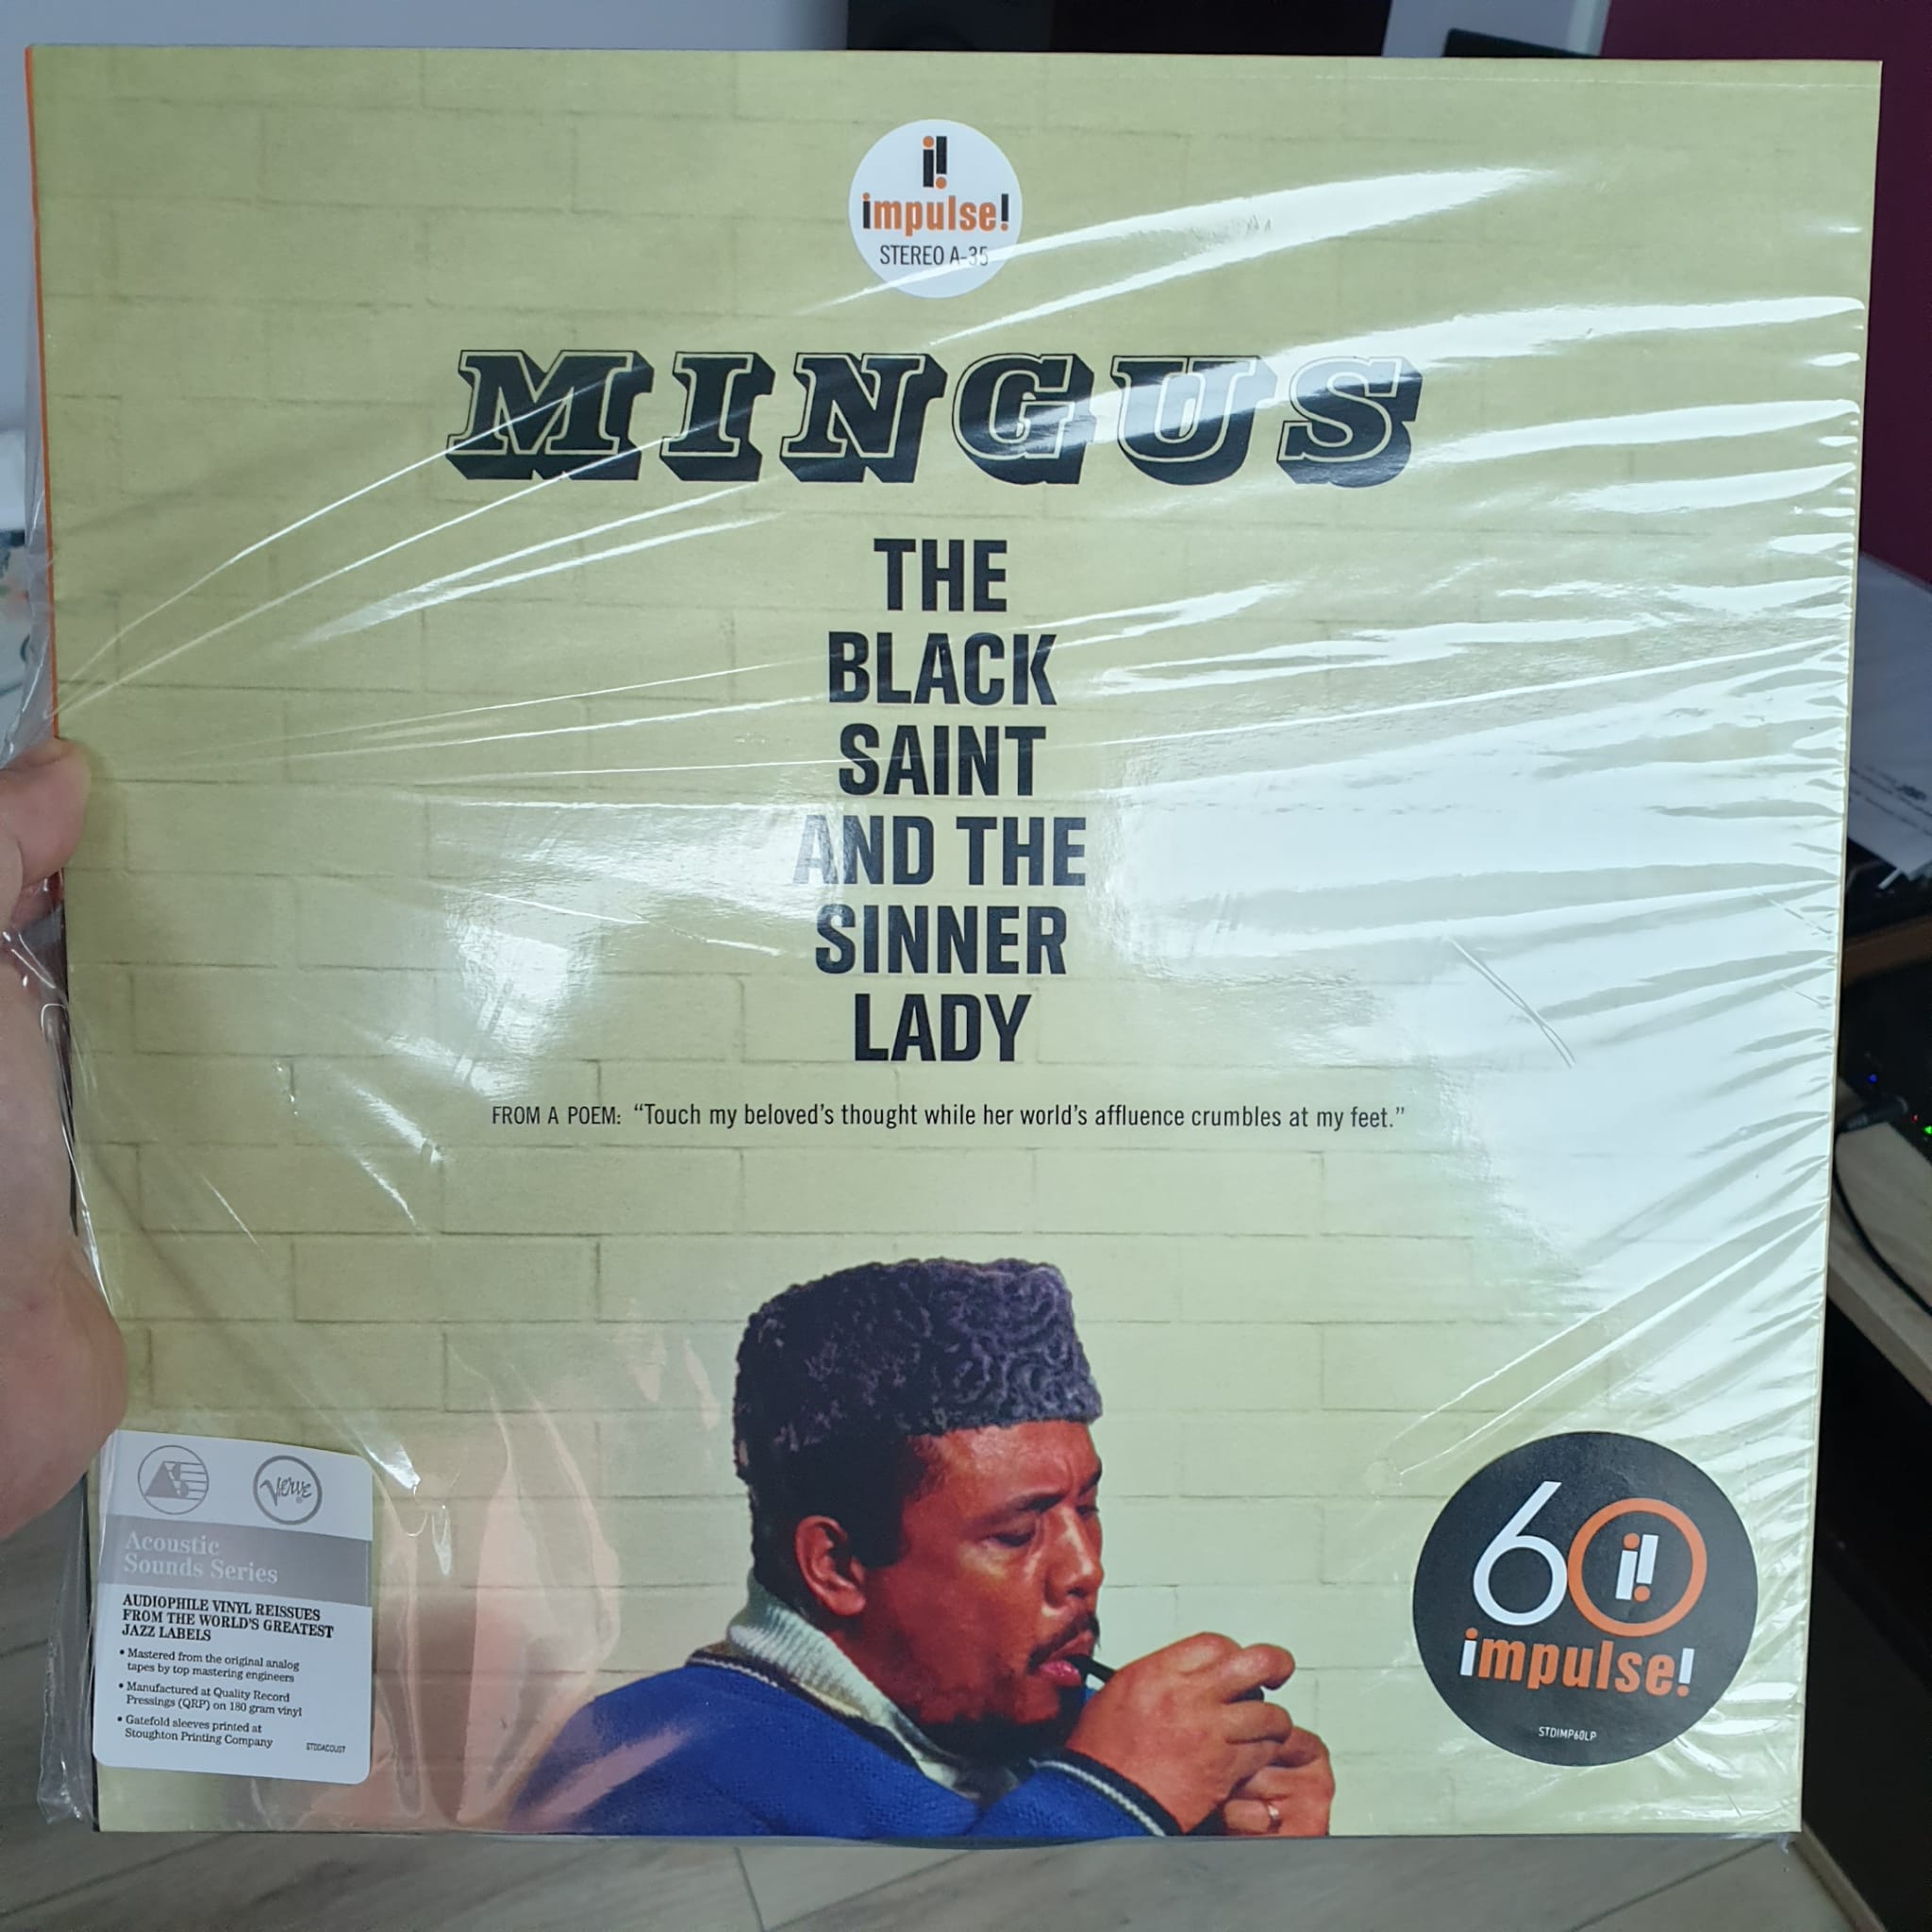 i!
impulse!
STEREO A-35
MINGUS
THE
BLACK
SAINT
AND THE
SINNER
LADY
FROM A POEM: “Touch my beloved’s thought while her world’s affluence crumbles at my feet.”
AS
Verve
Acoustic
Sounds Series
AUDIOPHILE VINYL REISSUES
FROM THE WORLD'S GREATEST
JAZZ LABELS
• Mastered from the original analog
tapes by top mastering engineers
• Manufactured at Quality Record
Pressings (QRP) on 180 gram vinyl
• Gatefold sleeves printed at
Stoughton Printing Company
STDACOUST
60
i!
impulse!
STDIMP60LP